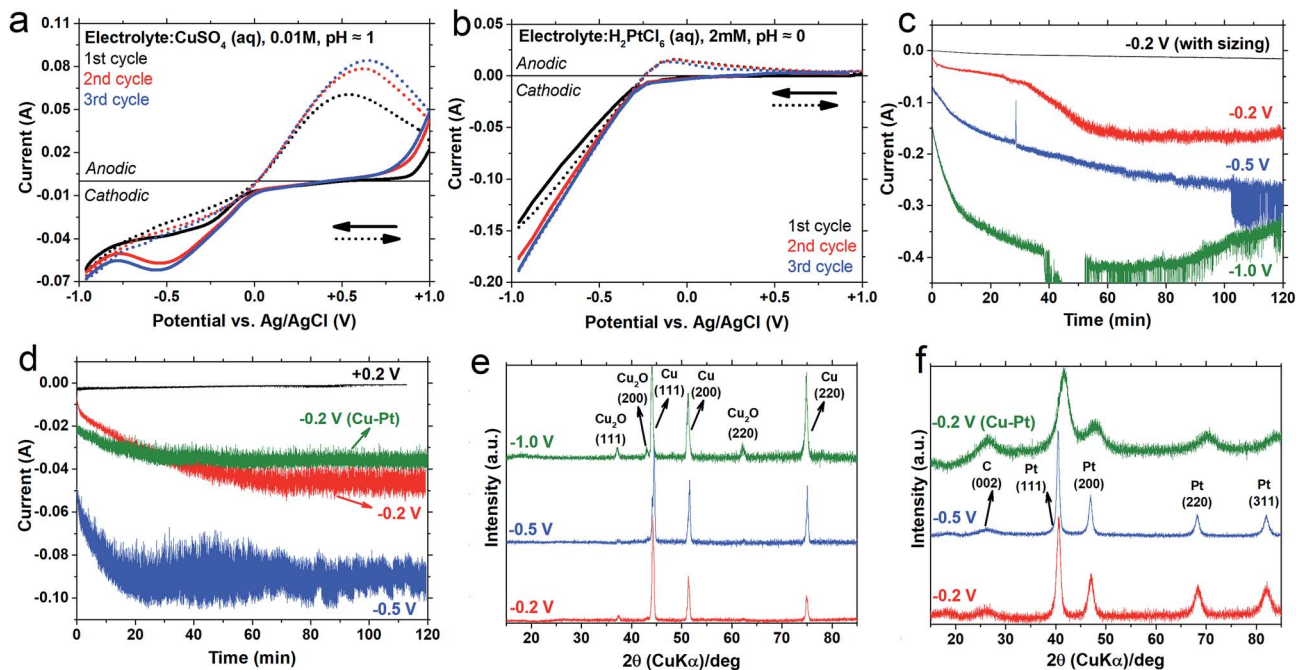 a
Electrolyte:CuSO4 (aq), 0.01M, pH ≈ 1
1st cycle
2nd cycle
3rd cycle
Anodic
Cathodic
0.11
0.08
0.05
0.02
-0.01
-0.04
-0.07
Current (A)
-1.0 -0.5 0.0 +0.5 +1.0
Potential vs. Ag/AgCl (V)
b
Electrolyte:H2PtCl6 (aq), 2mM, pH ≈ 0
Anodic
Cathodic
1st cycle
2nd cycle
3rd cycle
0.05
0.00
-0.05
-0.10
-0.15
-0.20
Current (A)
-1.0 -0.5 0.0 +0.5 +1.0
Potential vs. Ag/AgCl (V)
c
-0.2 V (with sizing)
-0.2 V
-0.5 V
-1.0 V
0.0
-0.1
-0.2
-0.3
-0.4
Current (A)
0 20 40 60 80 100 120
Time (min)
d
+0.2 V
-0.2 V (Cu-Pt)
-0.2 V
-0.5 V
0.00
-0.02
-0.04
-0.06
-0.08
-0.10
Current (A)
0 20 40 60 80 100 120
Time (min)
e
Cu2O
(111)
Cu2O
(200)
Cu
(111)
Cu
(200)
Cu2O
(220)
Cu
(220)
-1.0 V
-0.5 V
-0.2 V
Intensity (a.u.)
20 30 40 50 60 70 80
2θ (CuKα)/deg
f
-0.2 V (Cu-Pt)
C
(002)
Pt
(111)
Pt
(200)
Pt
(220)
Pt
(311)
-0.5 V
-0.2 V
Intensity (a.u.)
20 30 40 50 60 70 80
2θ (CuKα)/deg